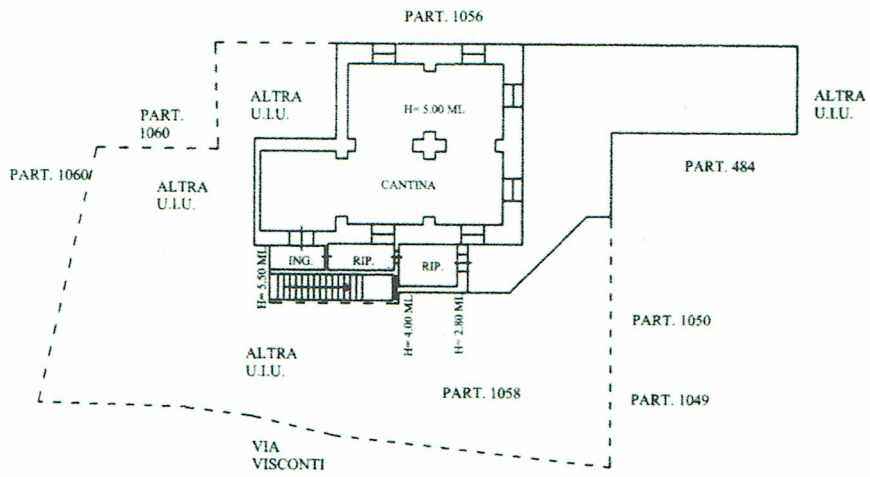 PART. 1056
ALTRA
U.I.U.
H= 5.00 ML
ALTRA
U.I.U.
PART.
1060
PART. 1060
ALTRA
U.I.U.
PART. 484
CANTINA
ING.
RIP.
RIP.
H= 5.50 ML
H= 4.00 ML
H= 2.80 ML
PART. 1050
ALTRA
U.I.U.
PART. 1058
PART. 1049
VIA
VISCONTI